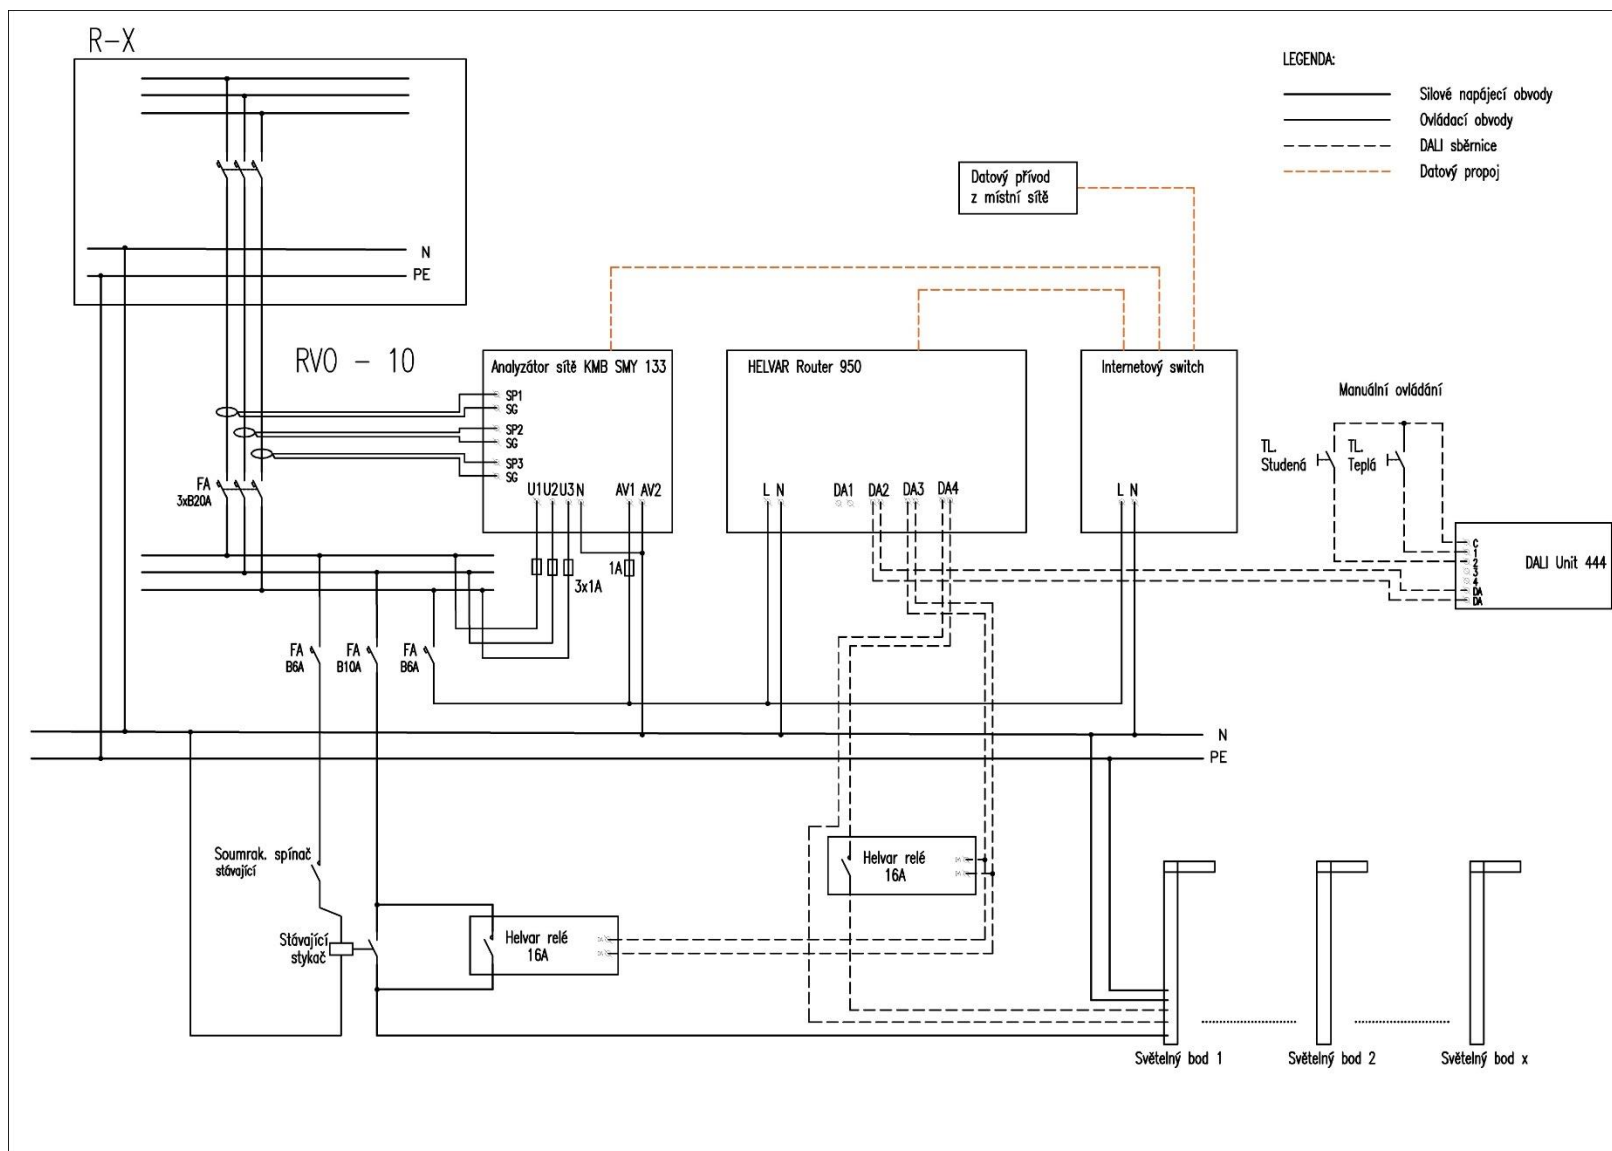 R-X
N
PE
LEGENDA:
Silové napájecí obvody
Ovládací obvody
DALI sběrnice
Datový propoj
Datový přívod
z místní sítě
RVO - 10
Analyzátor sítě KMB SMY 133
SP1
SG
SP2
SG
SP3
SG
U1 U2 U3 N AV1 AV2
HELVAR Router 950
L N DA1 DA2 DA3 DA4
Internetový switch
L N
Manuální ovládání
TL.
Studená
TL.
Teplá
C
1
2
3
4
DA
DA
DALI Unit 444
FA
3xB20A
3x1A
1A
FA
B6A
FA
B10A
FA
B6A
N
PE
Soumrak. spínač
stávající
Stávající
stykač
Helvar relé
16A
Helvar relé
16A
Světelný bod 1
Světelný bod 2
Světelný bod x